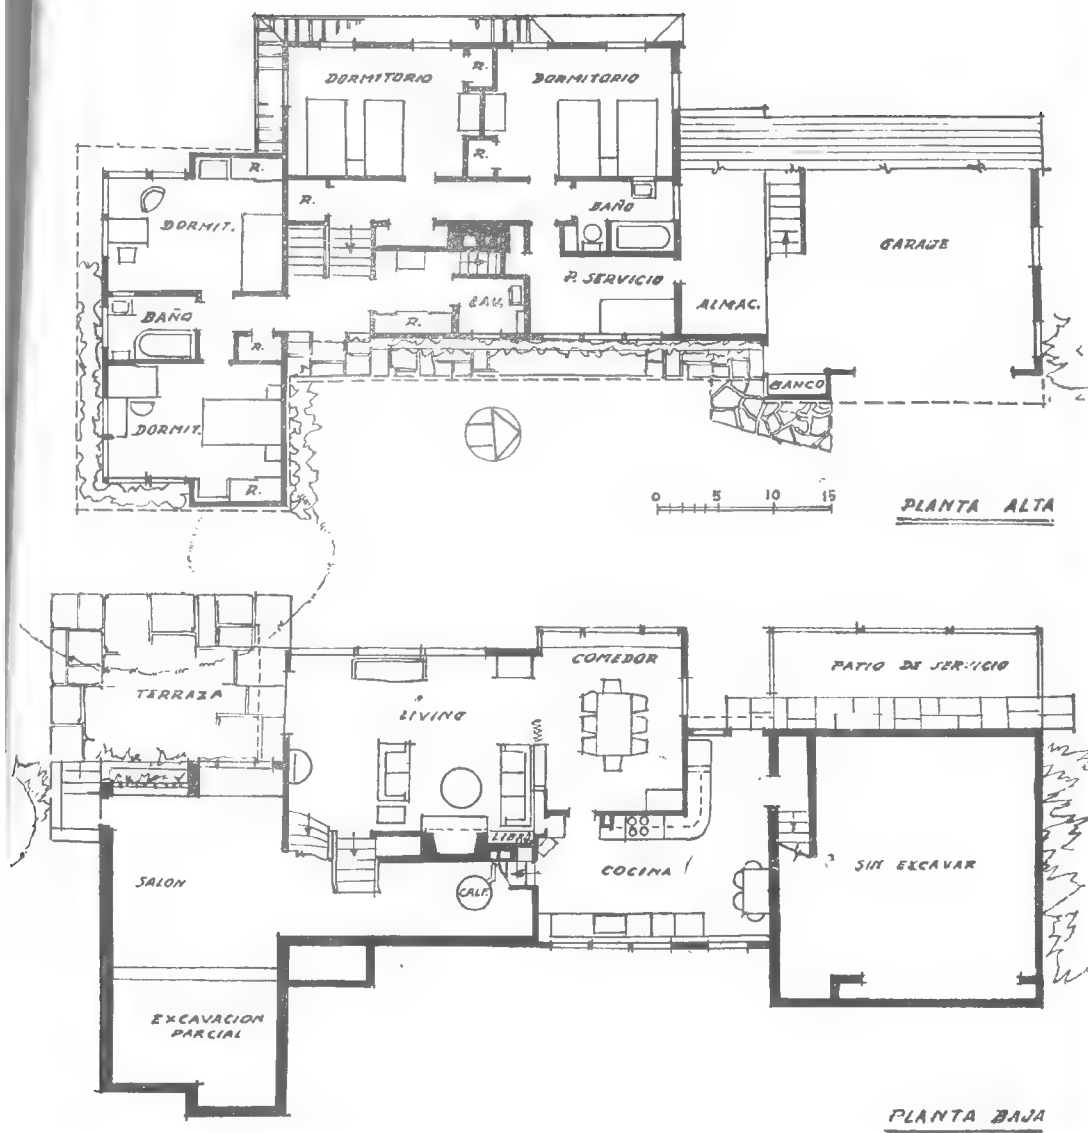 DORMITORIO
R.
DORMITORIO
R.
R.
R.
DORMIT.
R.
BAÑO
GARAJE
P. SERVICIO
ALMAC.
BAÑO
R.
R.
BANCO
DORMIT.
R.
0 5 10 15
PLANTA ALTA
COMEDOR
PATIO DE SERVICIO
TERRAZA
LIVING
LIBR.
COCINA
SIN EXCAVAR
SALON
CALF.
EXCAVACION
PARCIAL
PLANTA BAJA